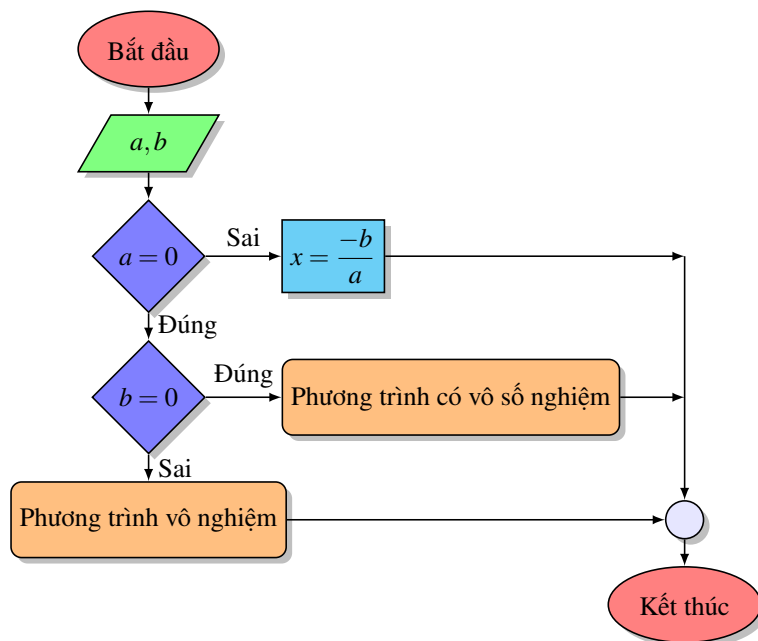 Bắt đầu
a, b
a = 0
Sai
x = \frac{-b}{a}
Đúng
b = 0
Đúng
Phương trình có vô số nghiệm
Sai
Phương trình vô nghiệm
Kết thúc